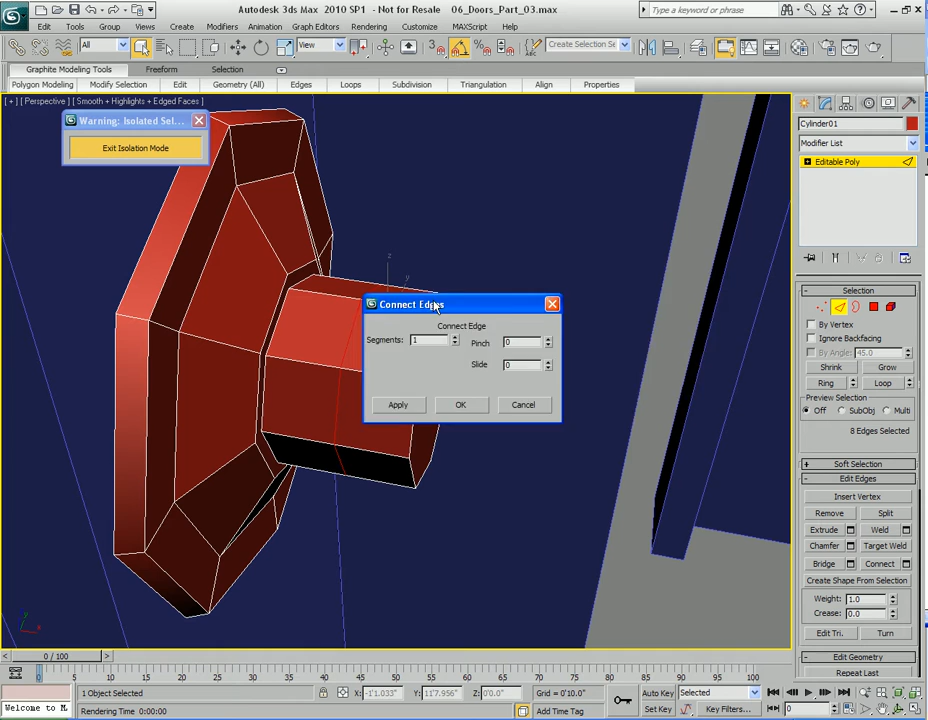 Autodesk 3ds Max 2010 SP1 - Not for Resale 06_Doors_Part_03.max
Type a keyword or phrase
Edit Tools Group Views Create Modifiers Animation Graph Editors Rendering Customize MAXScript Help
All View Create Selection Se
Graphite Modeling Tools Freeform Selection
Polygon Modeling Modify Selection Edit Geometry (All) Edges Loops Subdivision Triangulation Align Properties
[ + ] [ Perspective ] [ Smooth + Highlights + Edged Faces ]
Warning: Isolated Sel...
Exit Isolation Mode
Cylinder01
Modifier List
Editable Poly
z
y
Connect Edges
Connect Edge
Segments: 1
Pinch 0
Slide 0
Apply OK Cancel
Selection
By Vertex
Ignore Backfacing
By Angle: 45.0
Shrink Grow
Ring Loop
Preview Selection
Off SubObj Multi
8 Edges Selected
Soft Selection
Edit Edges
Insert Vertex
Remove Split
Extrude Weld
Chamfer Target Weld
Bridge Connect
Create Shape From Selection
Weight: 1.0
Crease: 0.0
Edit Tri. Turn
Edit Geometry
Repeat Last
0 / 100
0 5 10 15 20 25 30 35 40 45 50 55 60 65 70 75 80 85 90 95 100
1 Object Selected X: -1'1.033" Y: 11'7.956" Z: 0'0.0" Grid = 0'10.0" Auto Key Selected
Welcome to M Rendering Time 0:00:00 Add Time Tag Set Key Key Filters... 0